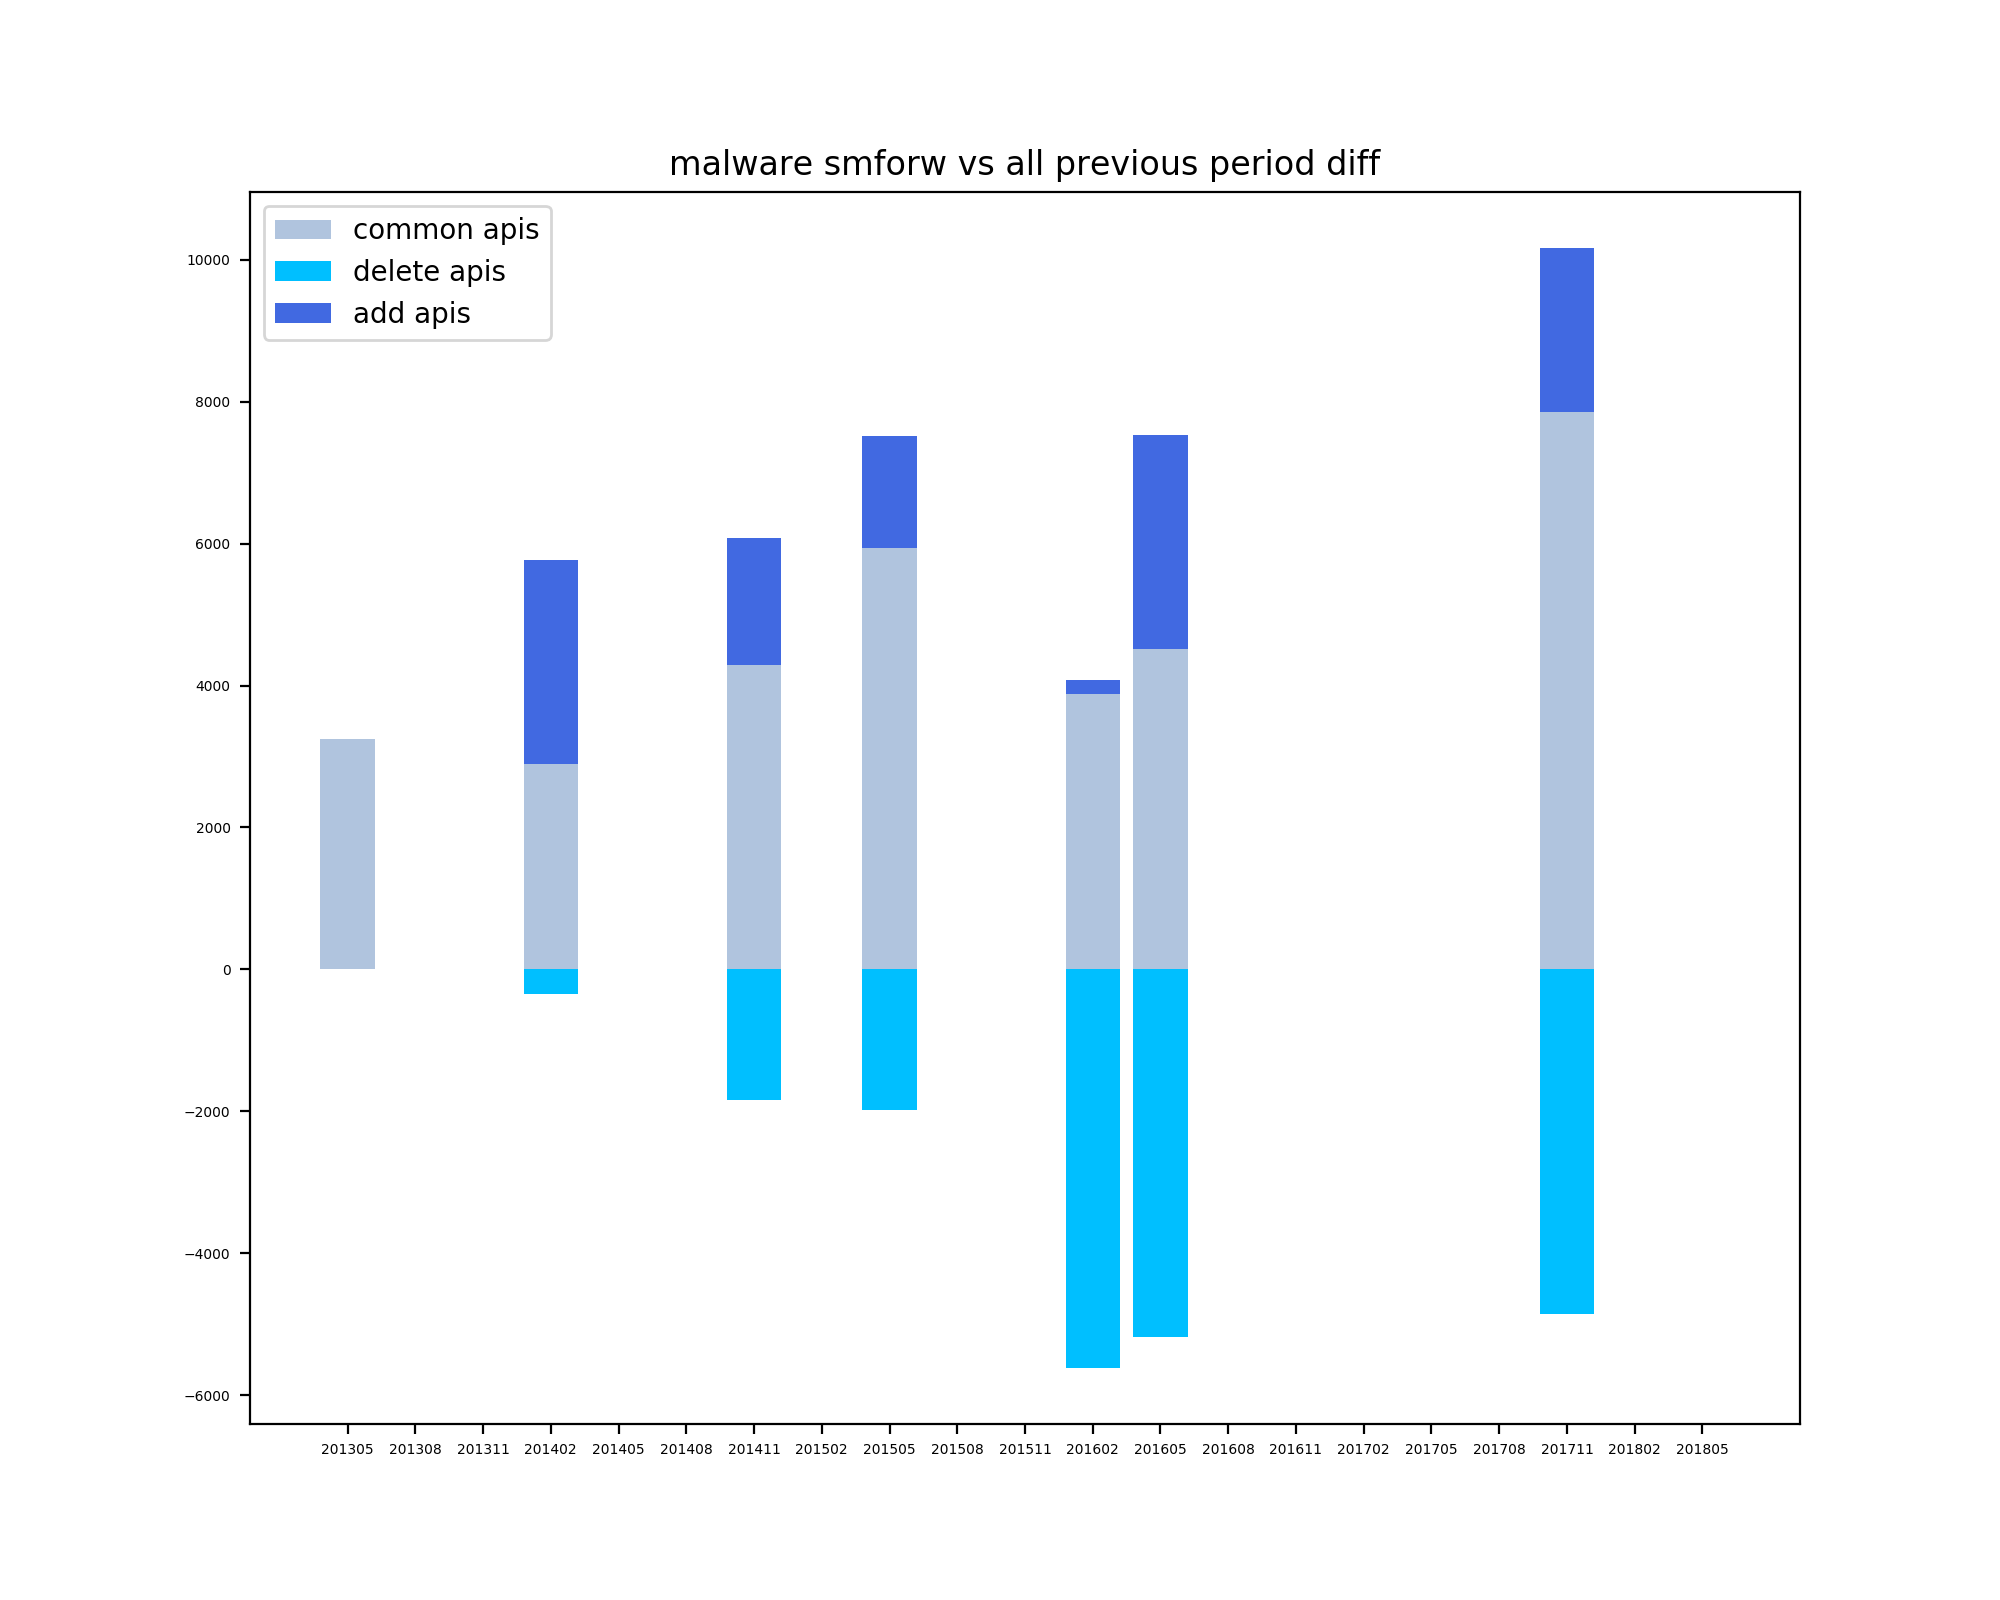 malware smforw vs all previous period diff
common apis
delete apis
add apis
10000
8000
6000
4000
2000
0
−2000
−4000
−6000
201305 201308 201311 201402 201405 201408 201411 201502 201505 201508 201511 201602 201605 201608 201611 201702 201705 201708 201711 201802 201805